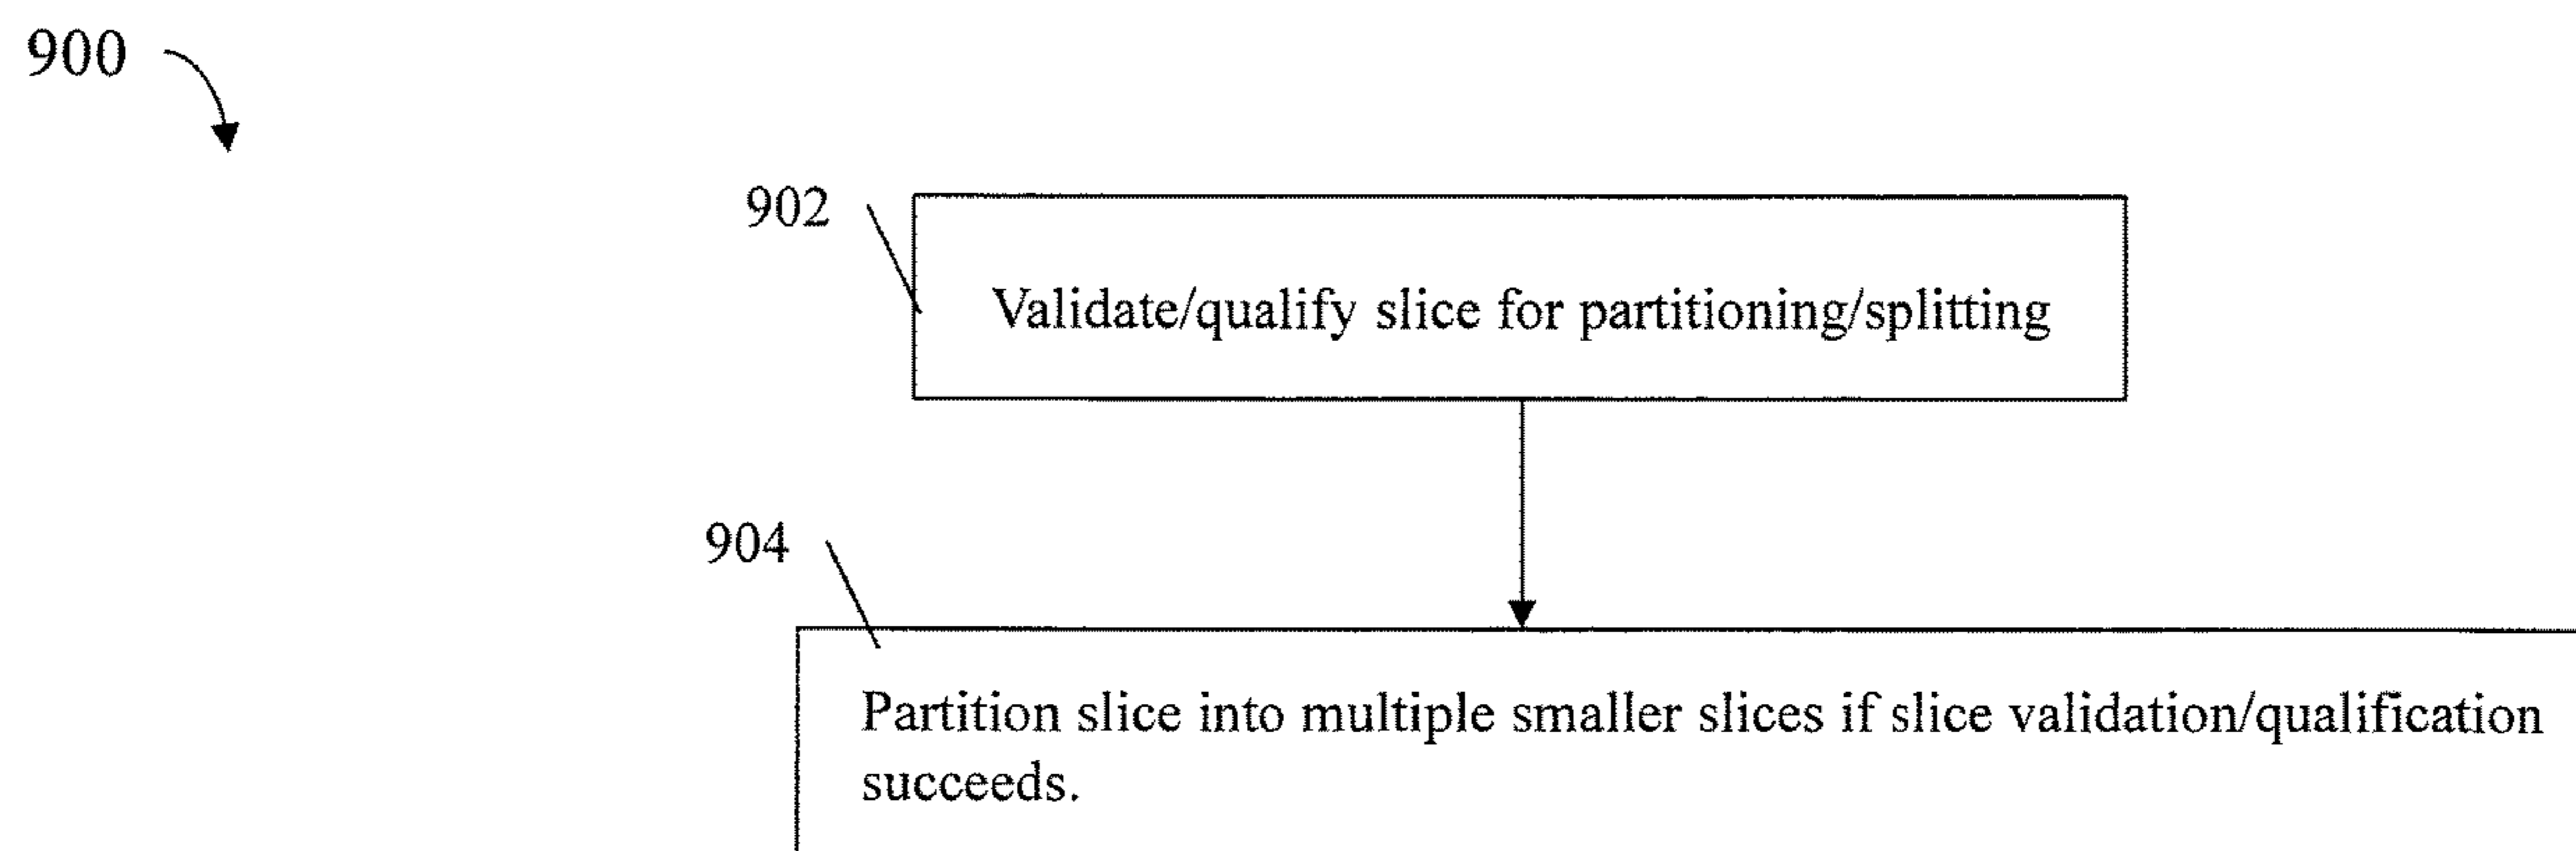 900
902
Validate/qualify slice for partitioning/splitting
904
Partition slice into multiple smaller slices if slice validation/qualification
succeeds.